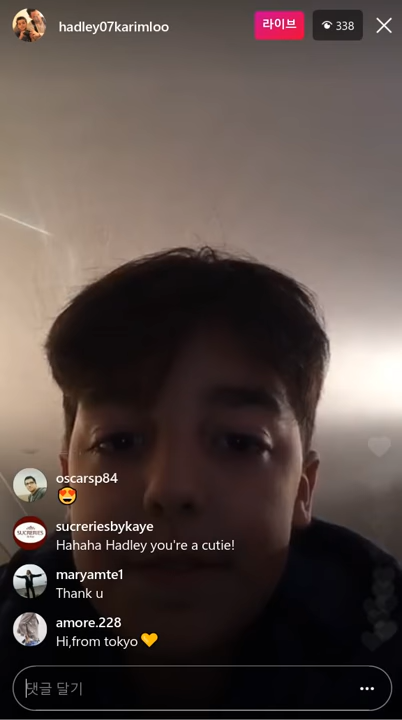 hadley07karimloo
라이브
338
oscarsp84
😍
SUCRERIES
sucreriesbykaye
Hahaha Hadley you're a cutie!
maryamte1
Thank u
amore.228
Hi,from tokyo 🧡
댓글 달기